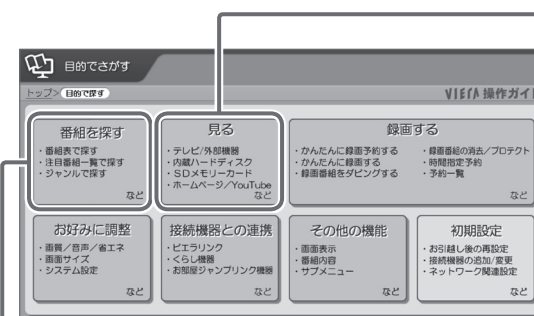 目的でさがす
トップ> 目的で探す
VIERA 操作ガイド
番組を探す
・番組表で探す
・注目番組一覧で探す
・ジャンルで探す
など
見る
・テレビ/外部機器
・内蔵ハードディスク
・SDメモリーカード
・ホームページ/YouTube
など
録画する
・かんたんに録画予約する
・かんたんに録画する
・録画番組をダビングする
・録画番組の消去/プロテクト
・時間指定予約
・予約一覧
など
お好みに調整
・画質/音声/省エネ
・画面サイズ
・システム設定
など
接続機器との連携
・ビエラリンク
・くらし機器
・お部屋ジャンプリンク機器
など
その他の機能
・画面表示
・番組内容
・サブメニュー
など
初期設定
・お引越し後の再設定
・接続機器の追加/変更
・ネットワーク関連設定
など